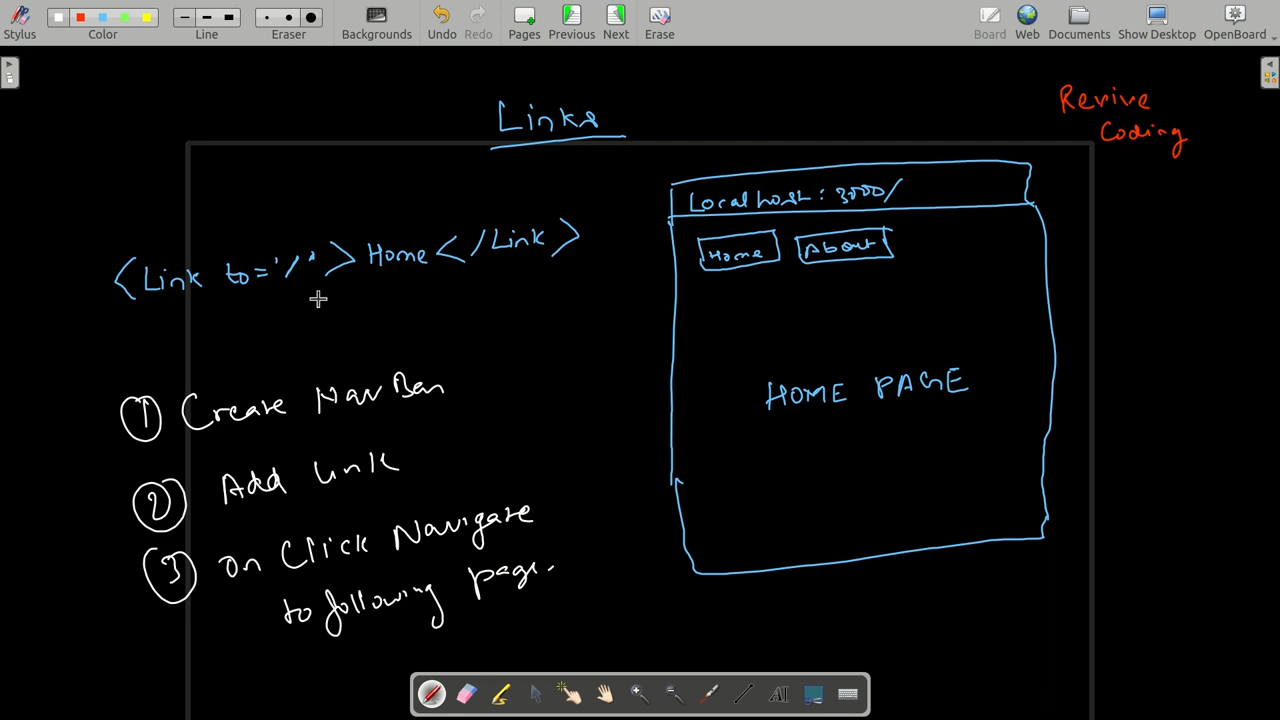 Stylus Color Line Eraser Backgrounds Undo Redo Pages Previous Next Erase Board Web Documents Show Desktop OpenBoard
Links
Revive
Coding
<Link to='/'>Home</Link>
Localhost: 3000/
Home About
HOME PAGE
1 Create NavBar
2 Add Link
3 On Click Navigate
to following page.
AI